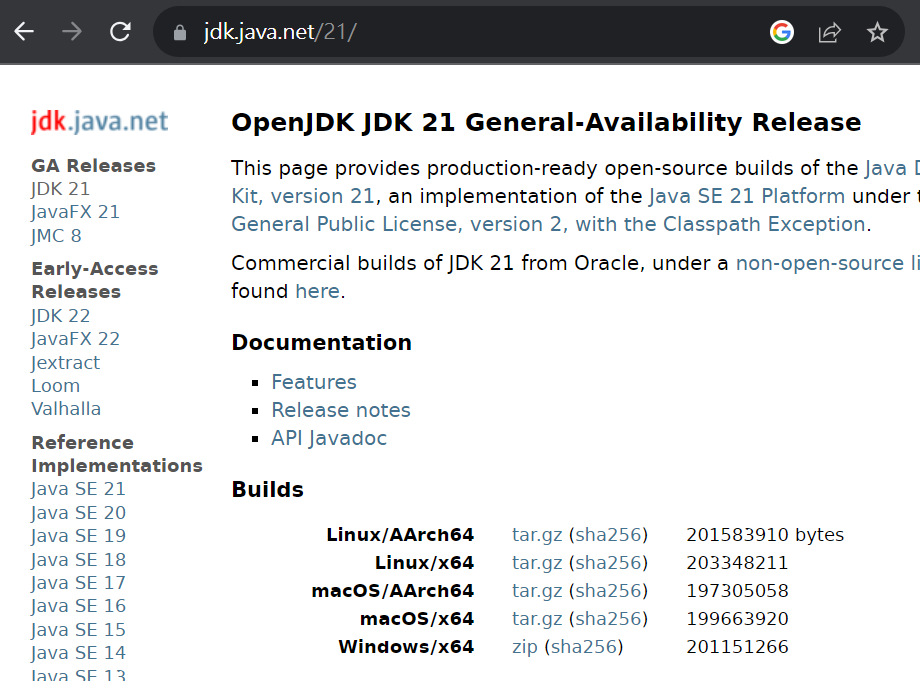 jdk.java.net/21/
jdk.java.net
GA Releases
JDK 21
JavaFX 21
JMC 8
Early-Access
Releases
JDK 22
JavaFX 22
Jextract
Loom
Valhalla
Reference
Implementations
Java SE 21
Java SE 20
Java SE 19
Java SE 18
Java SE 17
Java SE 16
Java SE 15
Java SE 14
Java SE 13
OpenJDK JDK 21 General-Availability Release
This page provides production-ready open-source builds of the Java
Kit, version 21, an implementation of the Java SE 21 Platform under
General Public License, version 2, with the Classpath Exception.
Commercial builds of JDK 21 from Oracle, under a non-open-source
found here.
Documentation
Features
Release notes
API Javadoc
Builds
Linux/AArch64 tar.gz (sha256) 201583910 bytes
Linux/x64 tar.gz (sha256) 203348211
macOS/AArch64 tar.gz (sha256) 197305058
macOS/x64 tar.gz (sha256) 199663920
Windows/x64 zip (sha256) 201151266